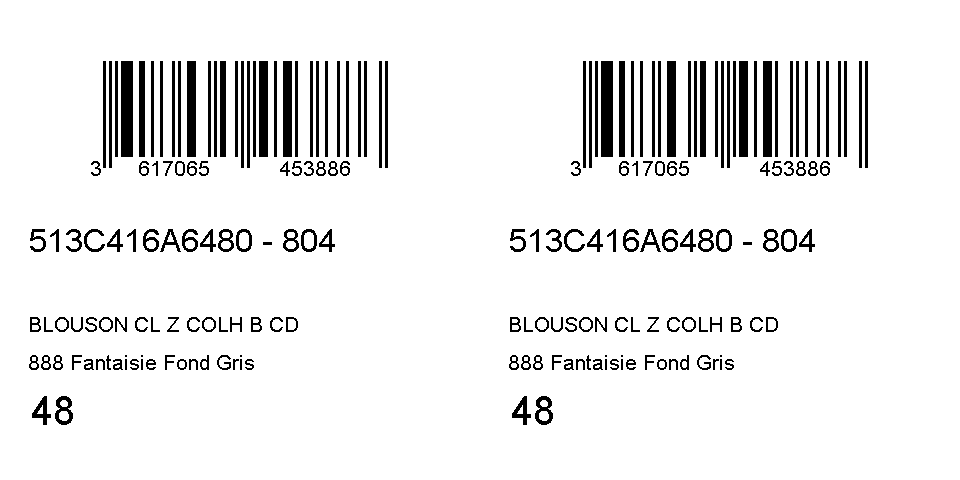 3 617065 453886
513C416A6480 - 804
BLOUSON CL Z COLH B CD
888 Fantaisie Fond Gris
48
3 617065 453886
513C416A6480 - 804
BLOUSON CL Z COLH B CD
888 Fantaisie Fond Gris
48